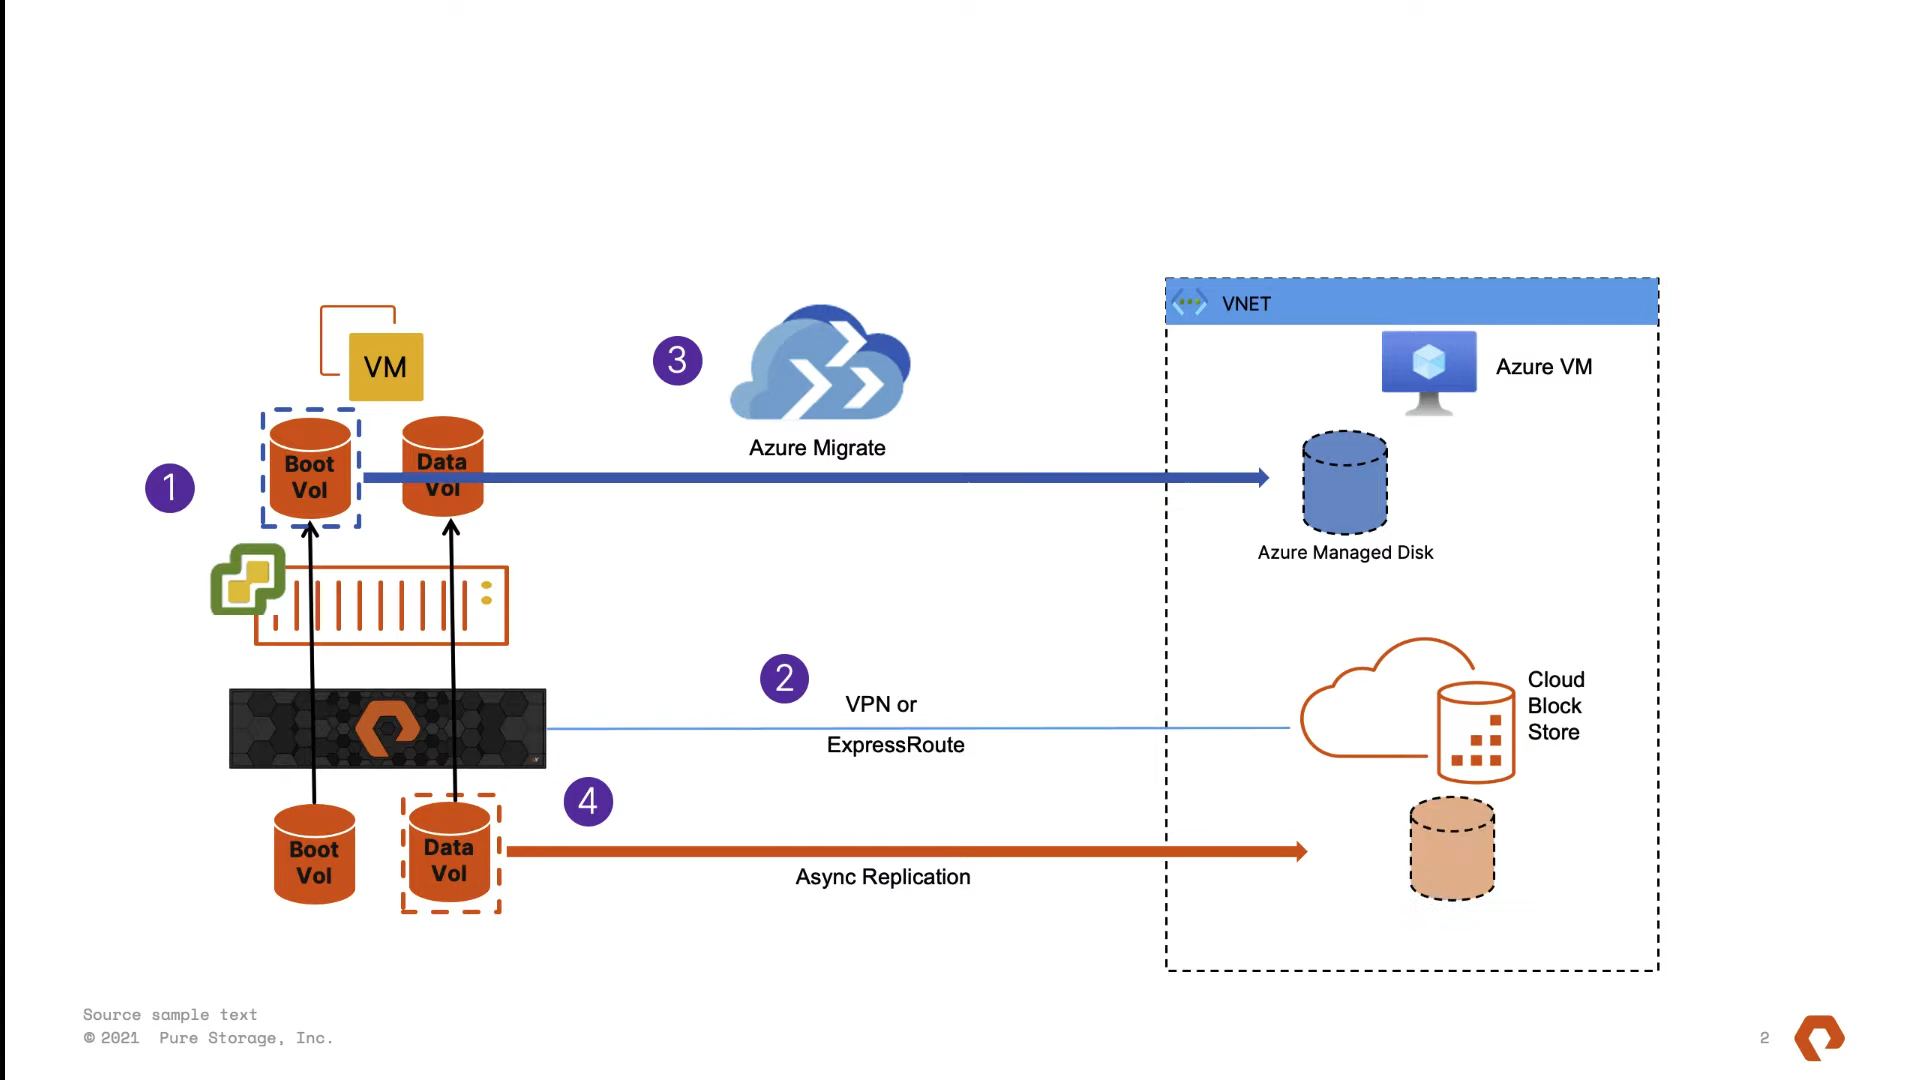 VM
Boot
Vol
Data
Vol
1
3
Azure Migrate
VNET
Azure VM
Azure Managed Disk
2
VPN or
ExpressRoute
Cloud
Block
Store
4
Boot
Vol
Data
Vol
Async Replication
Source sample text
© 2021 Pure Storage, Inc.
2